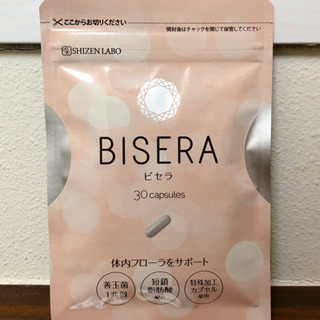 ここからお切りください
開封後はチャックを閉じて保管してください
SHIZEN LABO
BISERA
ビセラ
30 capsules
体内フローラをサポート
善玉菌
1兆個
短鎖
脂肪酸
配合
特殊加工
カプセル
使用